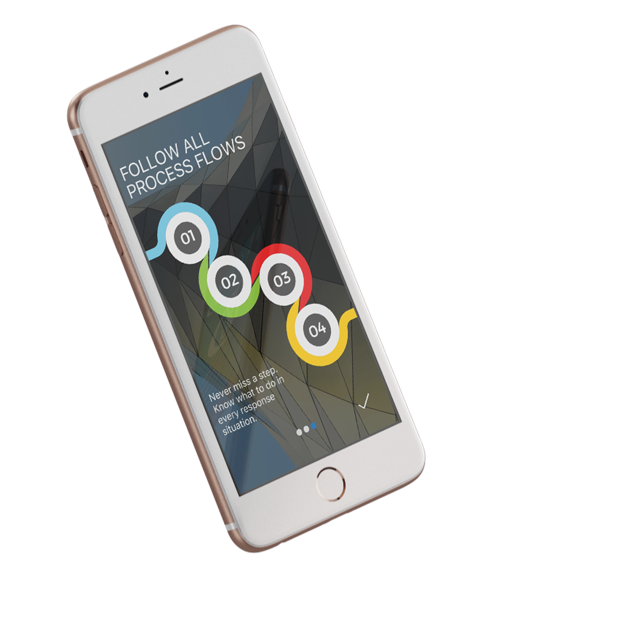 FOLLOW ALL
PROCESS FLOWS
01
02
03
04
Never miss a step.
Know what to do in
every response
situation.